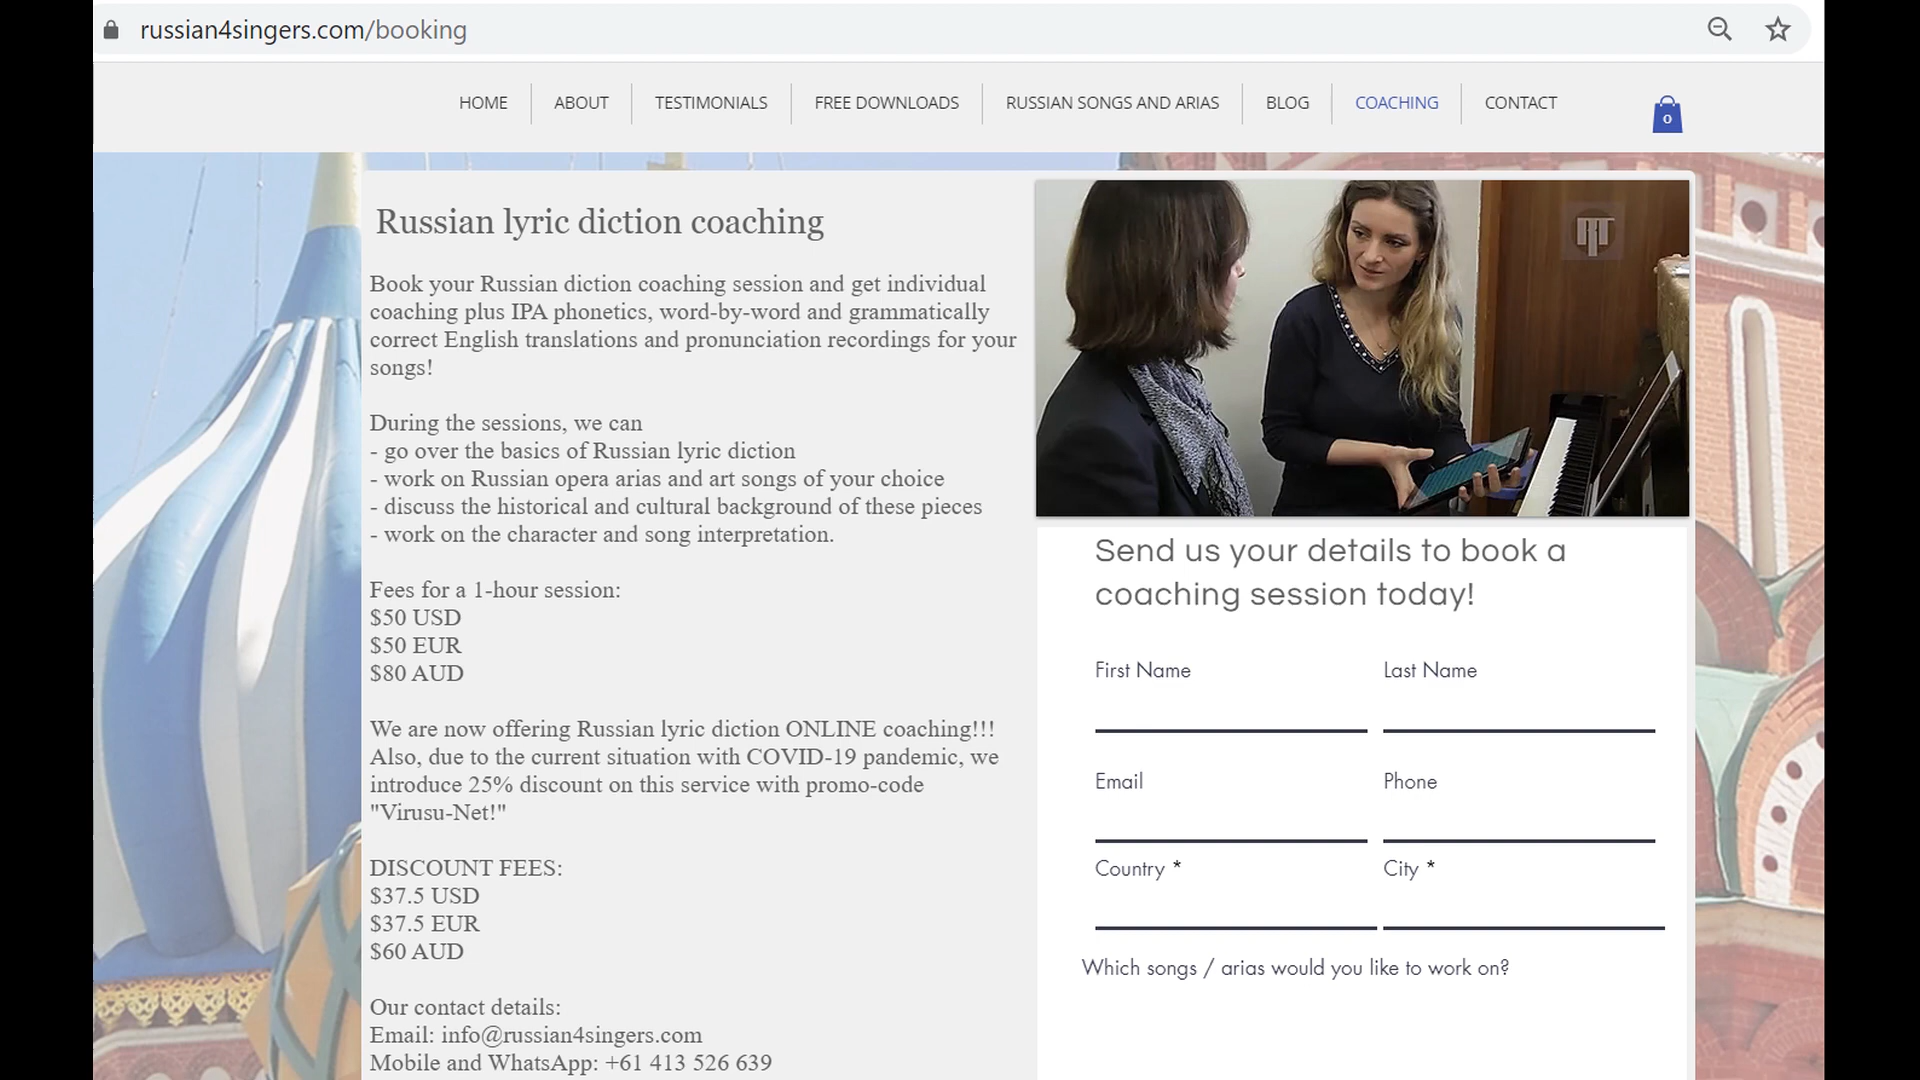 russian4singers.com/booking
HOME
ABOUT
TESTIMONIALS
FREE DOWNLOADS
RUSSIAN SONGS AND ARIAS
BLOG
COACHING
CONTACT
0
Russian lyric diction coaching
Book your Russian diction coaching session and get individual
coaching plus IPA phonetics, word-by-word and grammatically
correct English translations and pronunciation recordings for your
songs!
During the sessions, we can
- go over the basics of Russian lyric diction
- work on Russian opera arias and art songs of your choice
- discuss the historical and cultural background of these pieces
- work on the character and song interpretation.
Fees for a 1-hour session:
$50 USD
$50 EUR
$80 AUD
We are now offering Russian lyric diction ONLINE coaching!!!
Also, due to the current situation with COVID-19 pandemic, we
introduce 25% discount on this service with promo-code
"Virusu-Net!"
DISCOUNT FEES:
$37.5 USD
$37.5 EUR
$60 AUD
Our contact details:
Email: info@russian4singers.com
Mobile and WhatsApp: +61 413 526 639
Send us your details to book a
coaching session today!
First Name
Last Name
Email
Phone
Country *
City *
Which songs / arias would you like to work on?